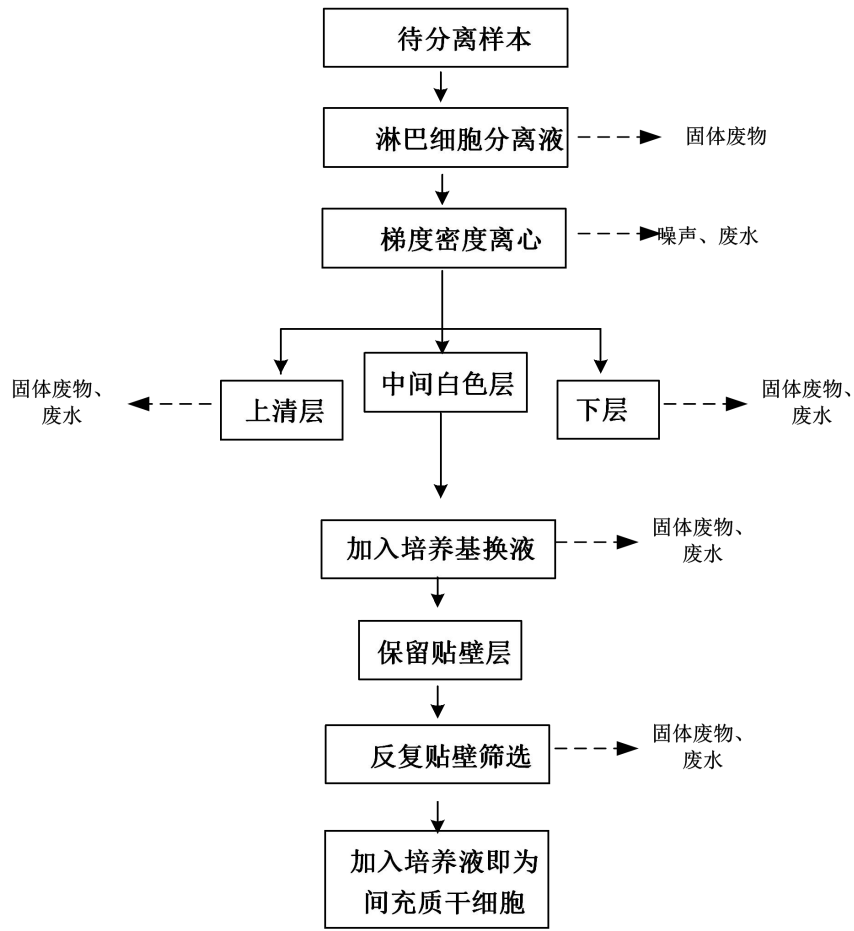 待分离样本
淋巴细胞分离液
固体废物
梯度密度离心
噪声、废水
固体废物、
废水
上清层
中间白色层
下层
固体废物、
废水
加入培养基换液
固体废物、
废水
保留贴壁层
反复贴壁筛选
固体废物、
废水
加入培养液即为
间充质干细胞